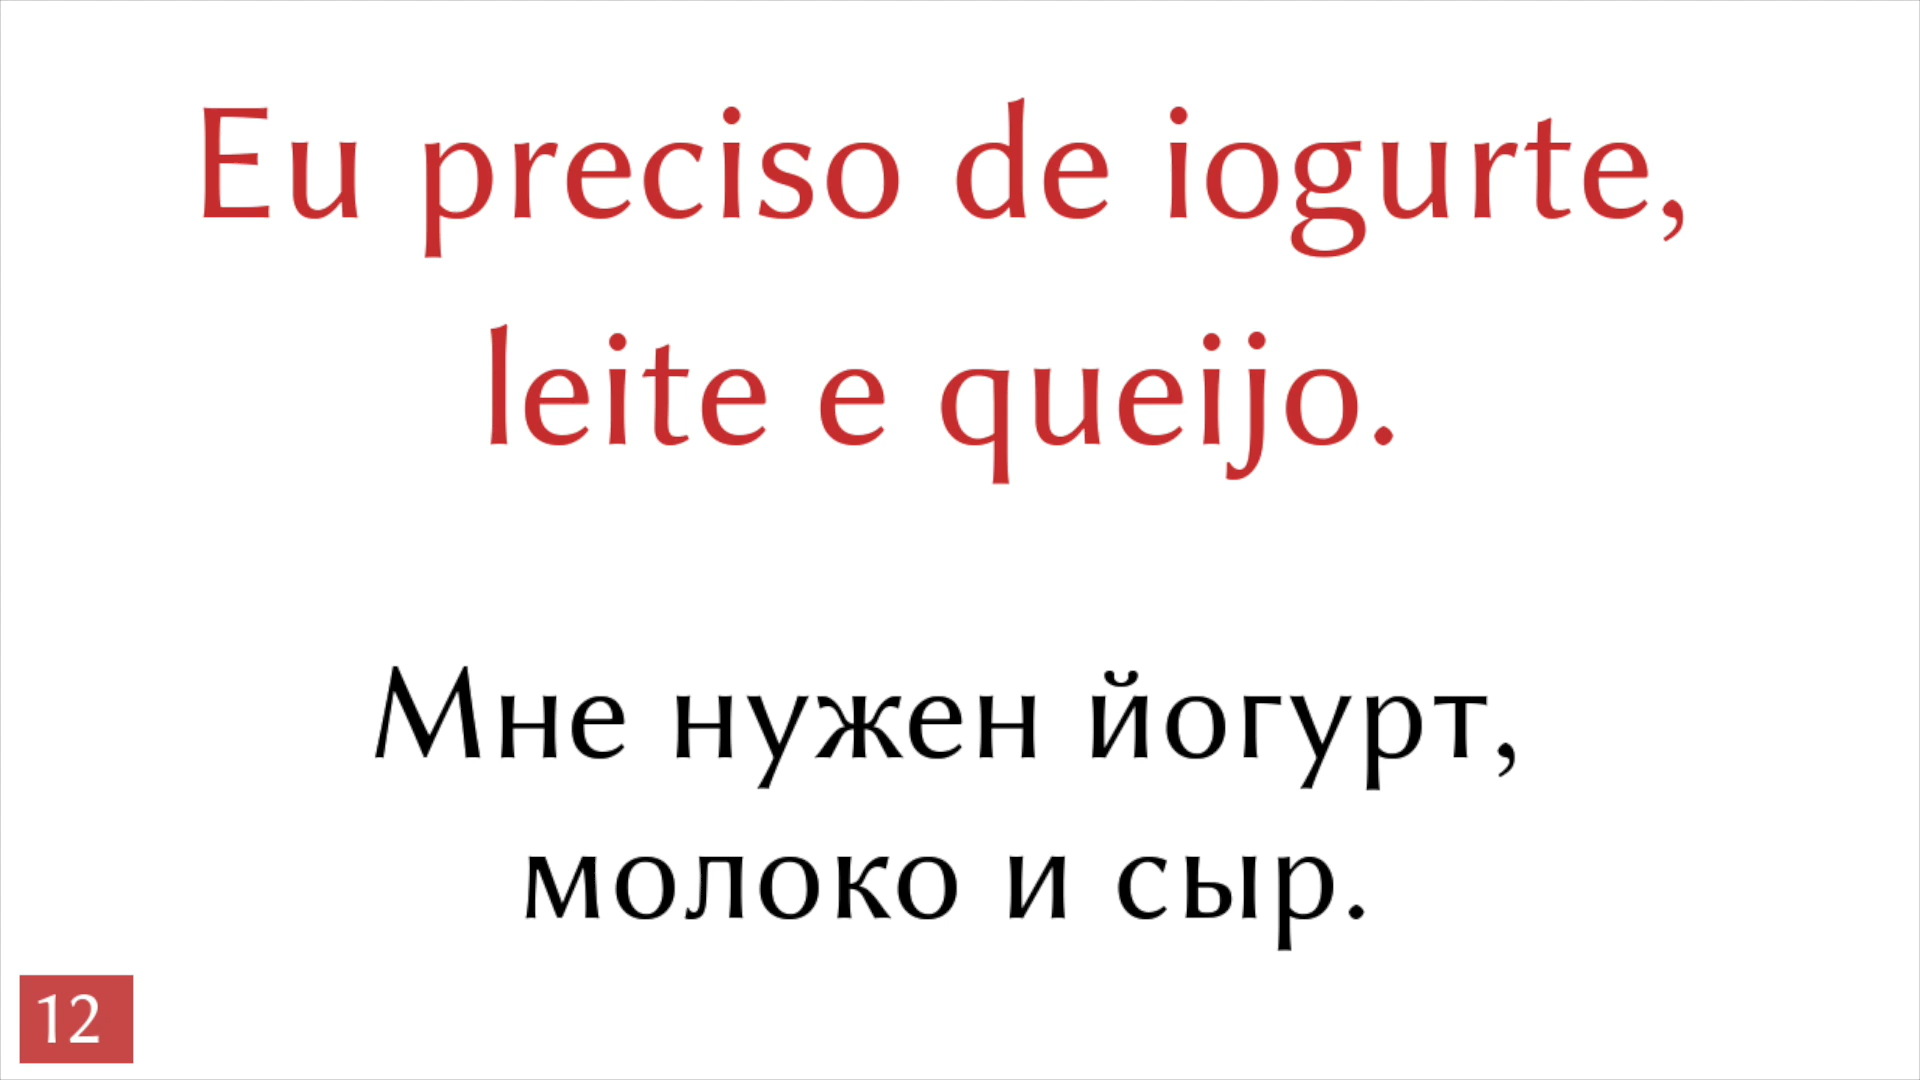 Eu preciso de iogurte,
leite e queijo.
Мне нужен йогурт,
молоко и сыр.
12